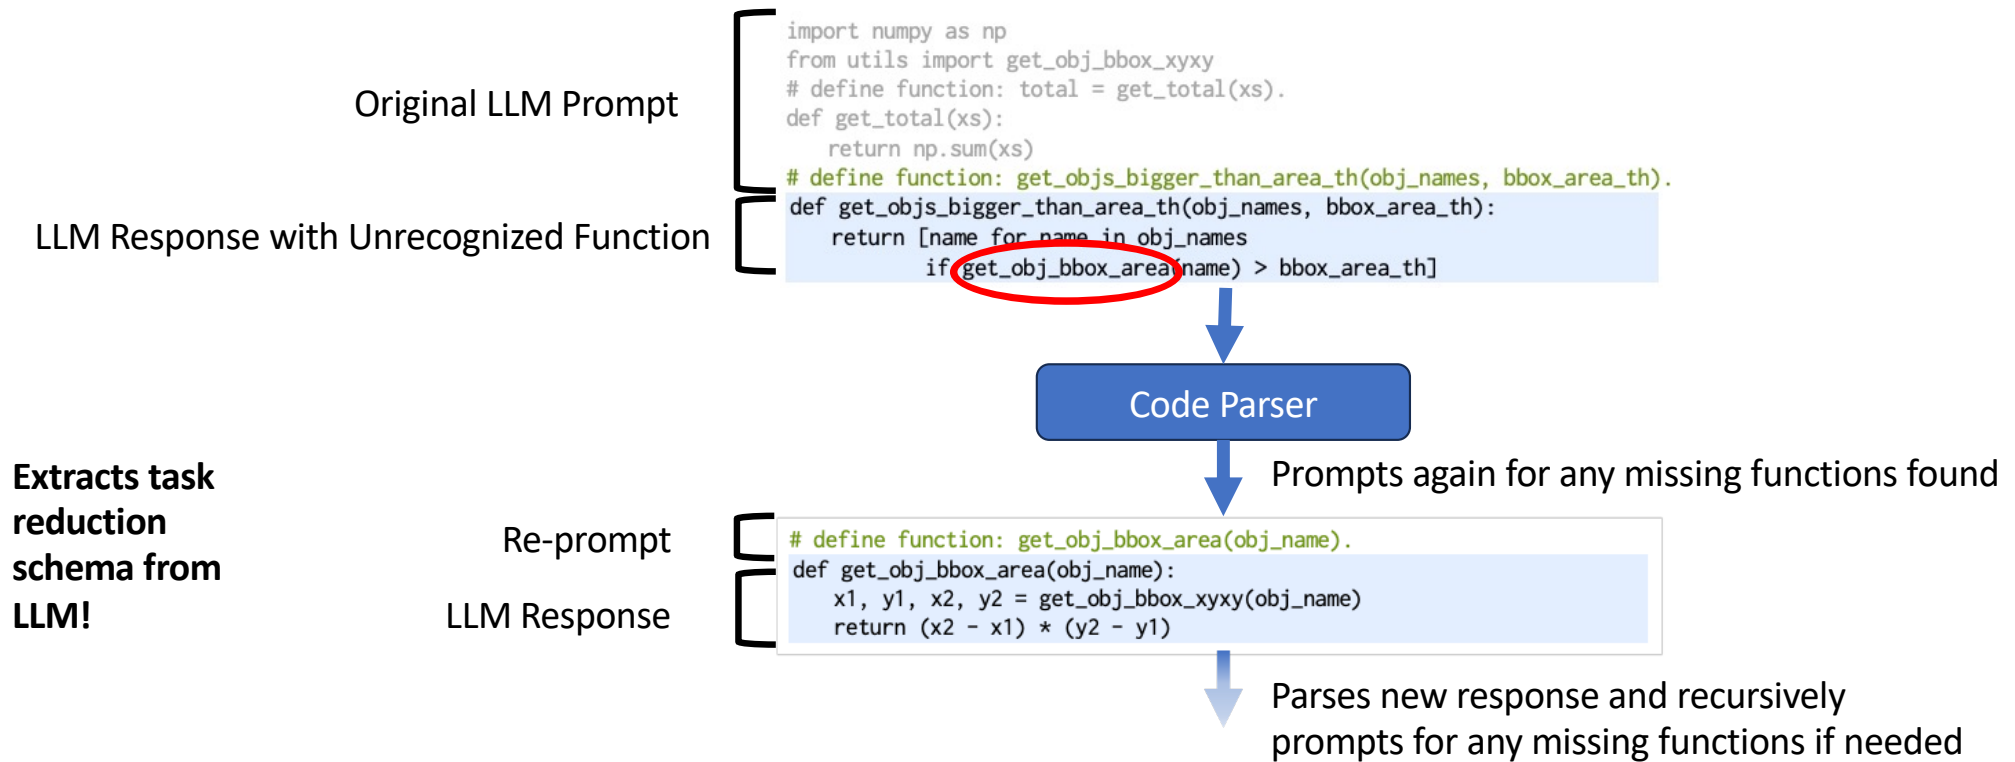 Original LLM Prompt
import numpy as np
from utils import get_obj_bbox_xyxy
# define function: total = get_total(xs).
def get_total(xs):
    return np.sum(xs)
# define function: get_objs_bigger_than_area_th(obj_names, bbox_area_th).
LLM Response with Unrecognized Function
def get_objs_bigger_than_area_th(obj_names, bbox_area_th):
    return [name for name in obj_names
            if get_obj_bbox_area(name) > bbox_area_th]
Code Parser
Prompts again for any missing functions found
Extracts task
reduction
schema from
LLM!
Re-prompt
# define function: get_obj_bbox_area(obj_name).
LLM Response
def get_obj_bbox_area(obj_name):
    x1, y1, x2, y2 = get_obj_bbox_xyxy(obj_name)
    return (x2 - x1) * (y2 - y1)
Parses new response and recursively
prompts for any missing functions if needed